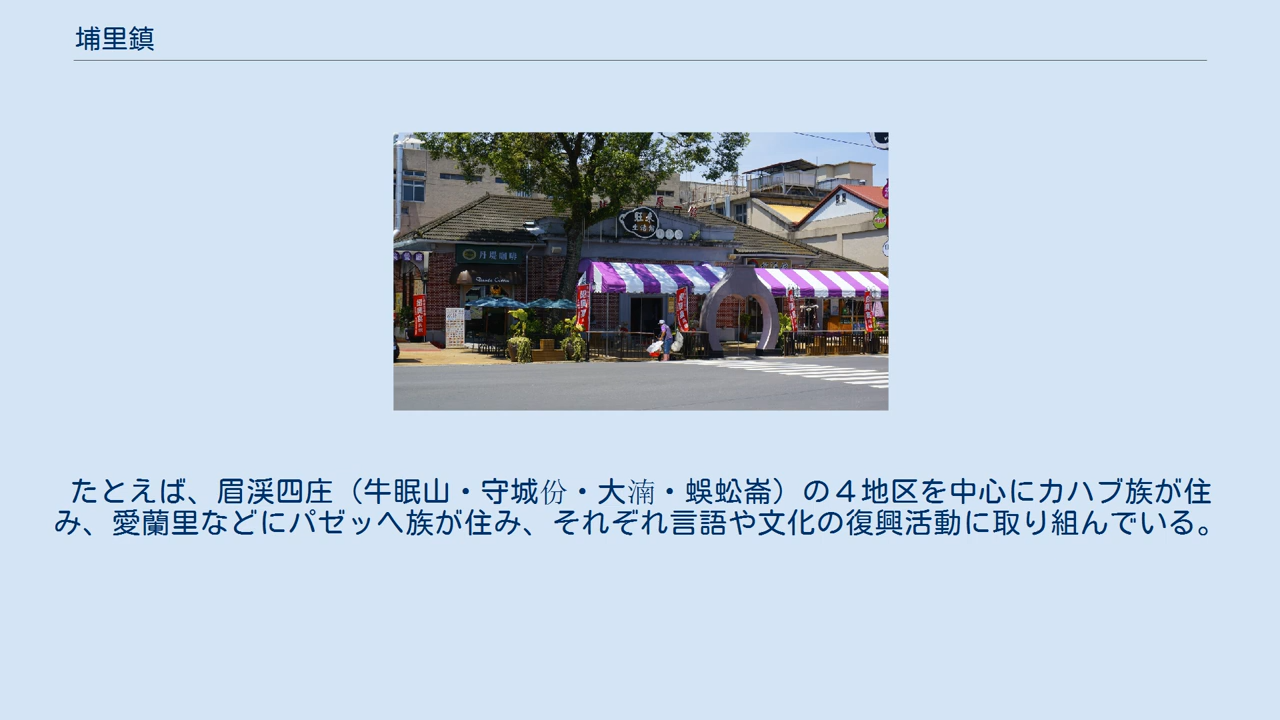 埔里鎮
たとえば、眉渓四庄（牛眠山・守城份・大湳・蜈蚣崙）の４地区を中心にカハブ族が住
み、愛蘭里などにパゼッヘ族が住み、それぞれ言語や文化の復興活動に取り組んでいる。